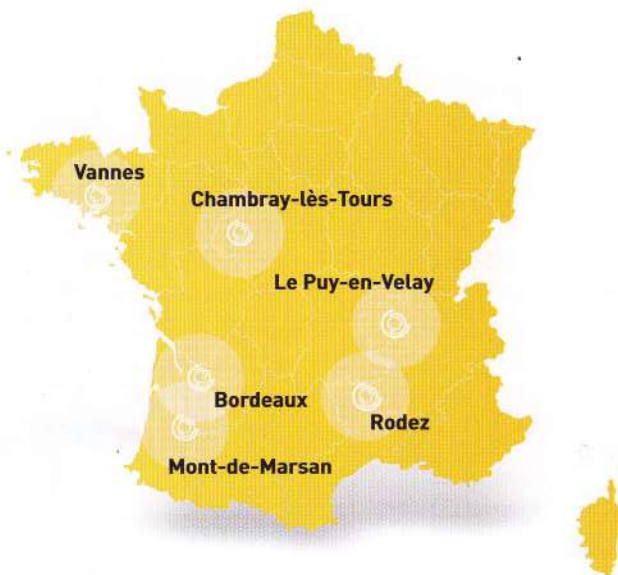 Vannes
Chambray-lès-Tours
Le Puy-en-Velay
Bordeaux
Rodez
Mont-de-Marsan